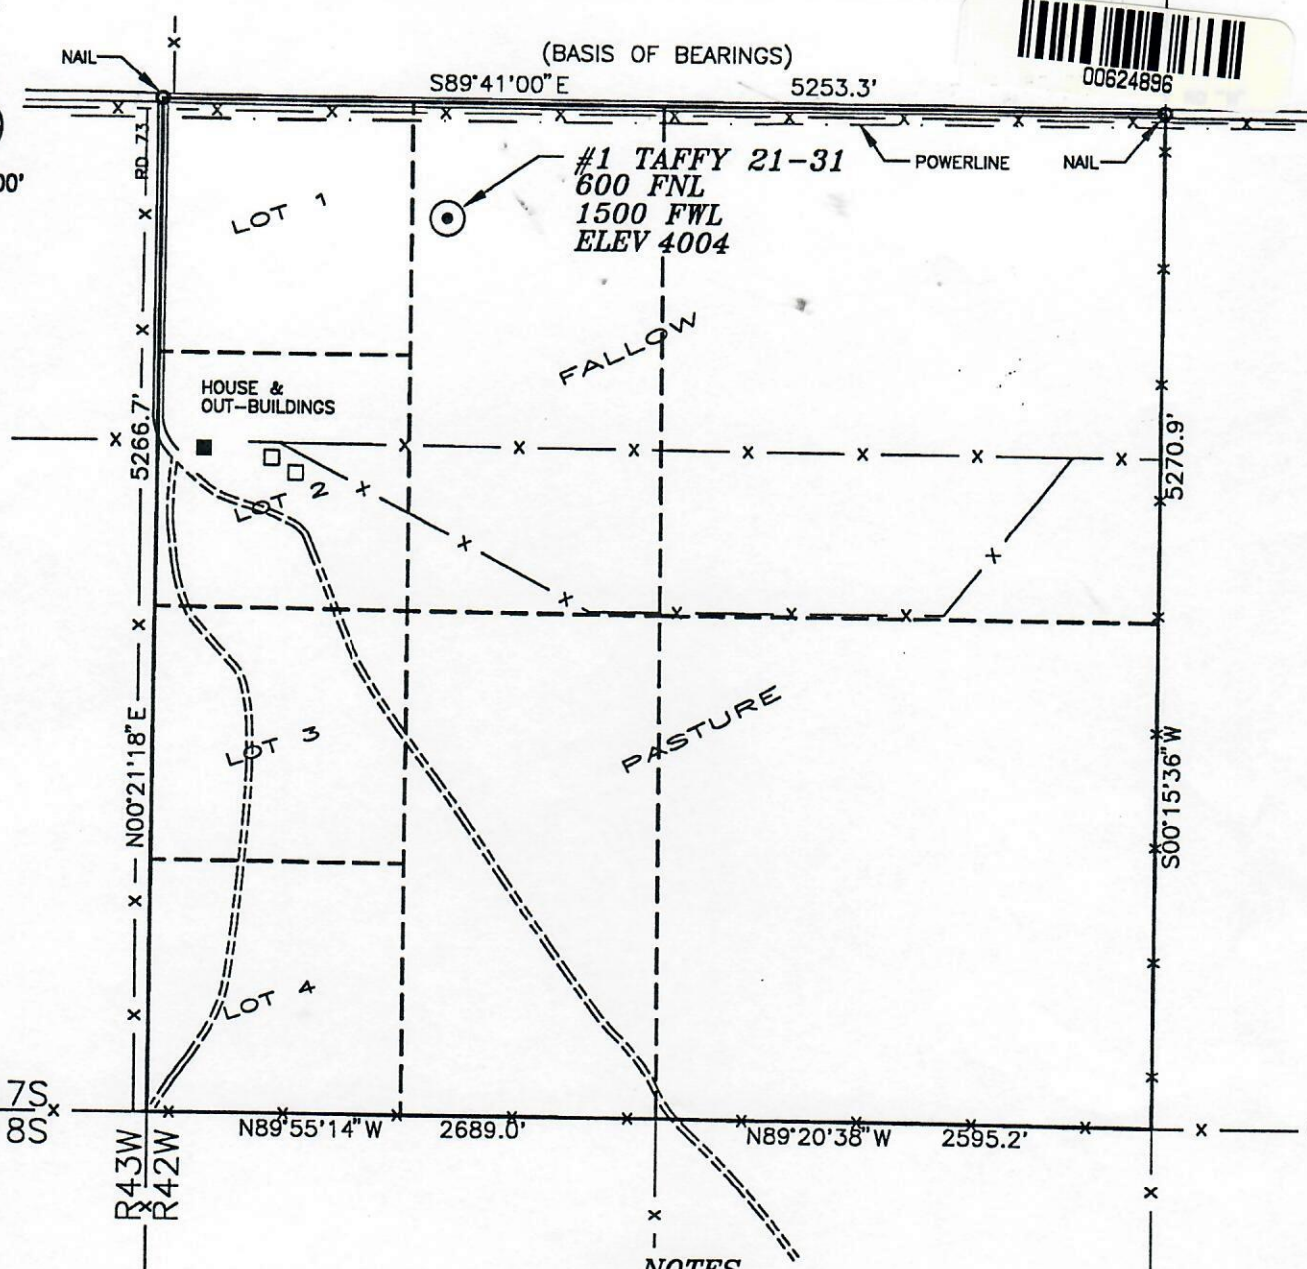 (BASIS OF BEARINGS)
NAIL
S89°41'00"E
5253.3'
00624896
RD 73
00'
LOT 1
#1 TAFFY 21-31
600 FNL
1500 FWL
ELEV 4004
POWERLINE
NAIL
FALLOW
HOUSE &
OUT-BUILDINGS
5266.7'
5270.9'
LOT 2
PASTURE
N00°21'18"E
LOT 3
S00°15'36"W
LOT 4
7S
8S
N89°55'14"W
2689.0'
N89°20'38"W
2595.2'
R43W
R42W
NOTES